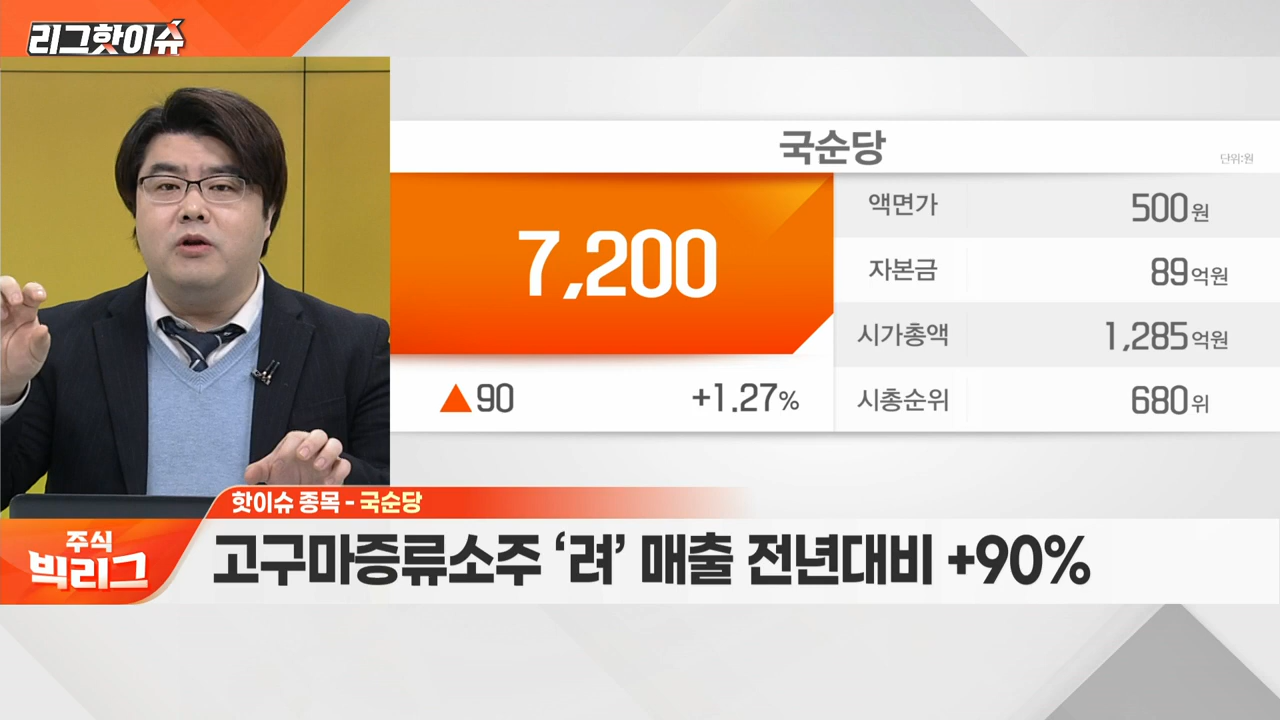 리그핫이슈
국순당
단위:원
7,200
▲90 +1.27%
액면가 500원
자본금 89억원
시가총액 1,285억원
시총순위 680위
핫이슈 종목 - 국순당
주식
빅리그
고구마증류소주 ‘려’ 매출 전년대비 +90%